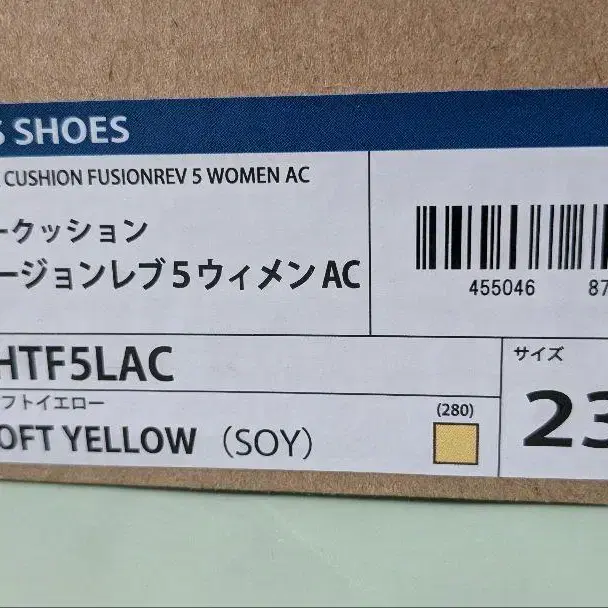 S SHOES
CUSHION FUSIONREV 5 WOMEN AC
ークッション
ージョンレブ5ウィメンAC
455046 87
HTF5LAC
サイズ
フトイエロー
(280)
23
OFT YELLOW (SOY)